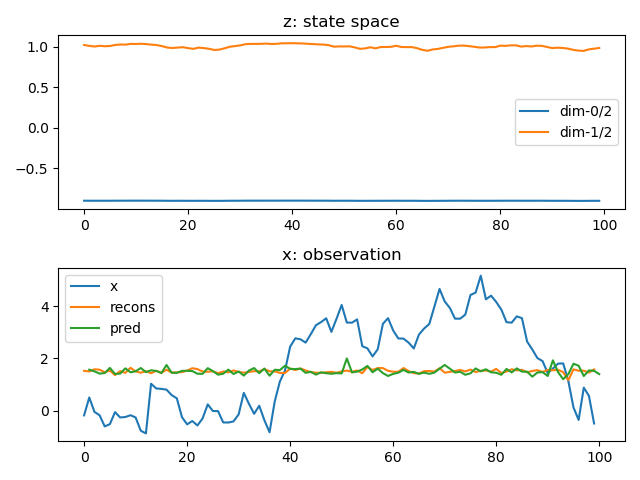 z: state space
1.0
0.5
0.0
−0.5
dim-0/2
dim-1/2
0 20 40 60 80 100
x: observation
x
recons
pred
4
2
0
0 20 40 60 80 100